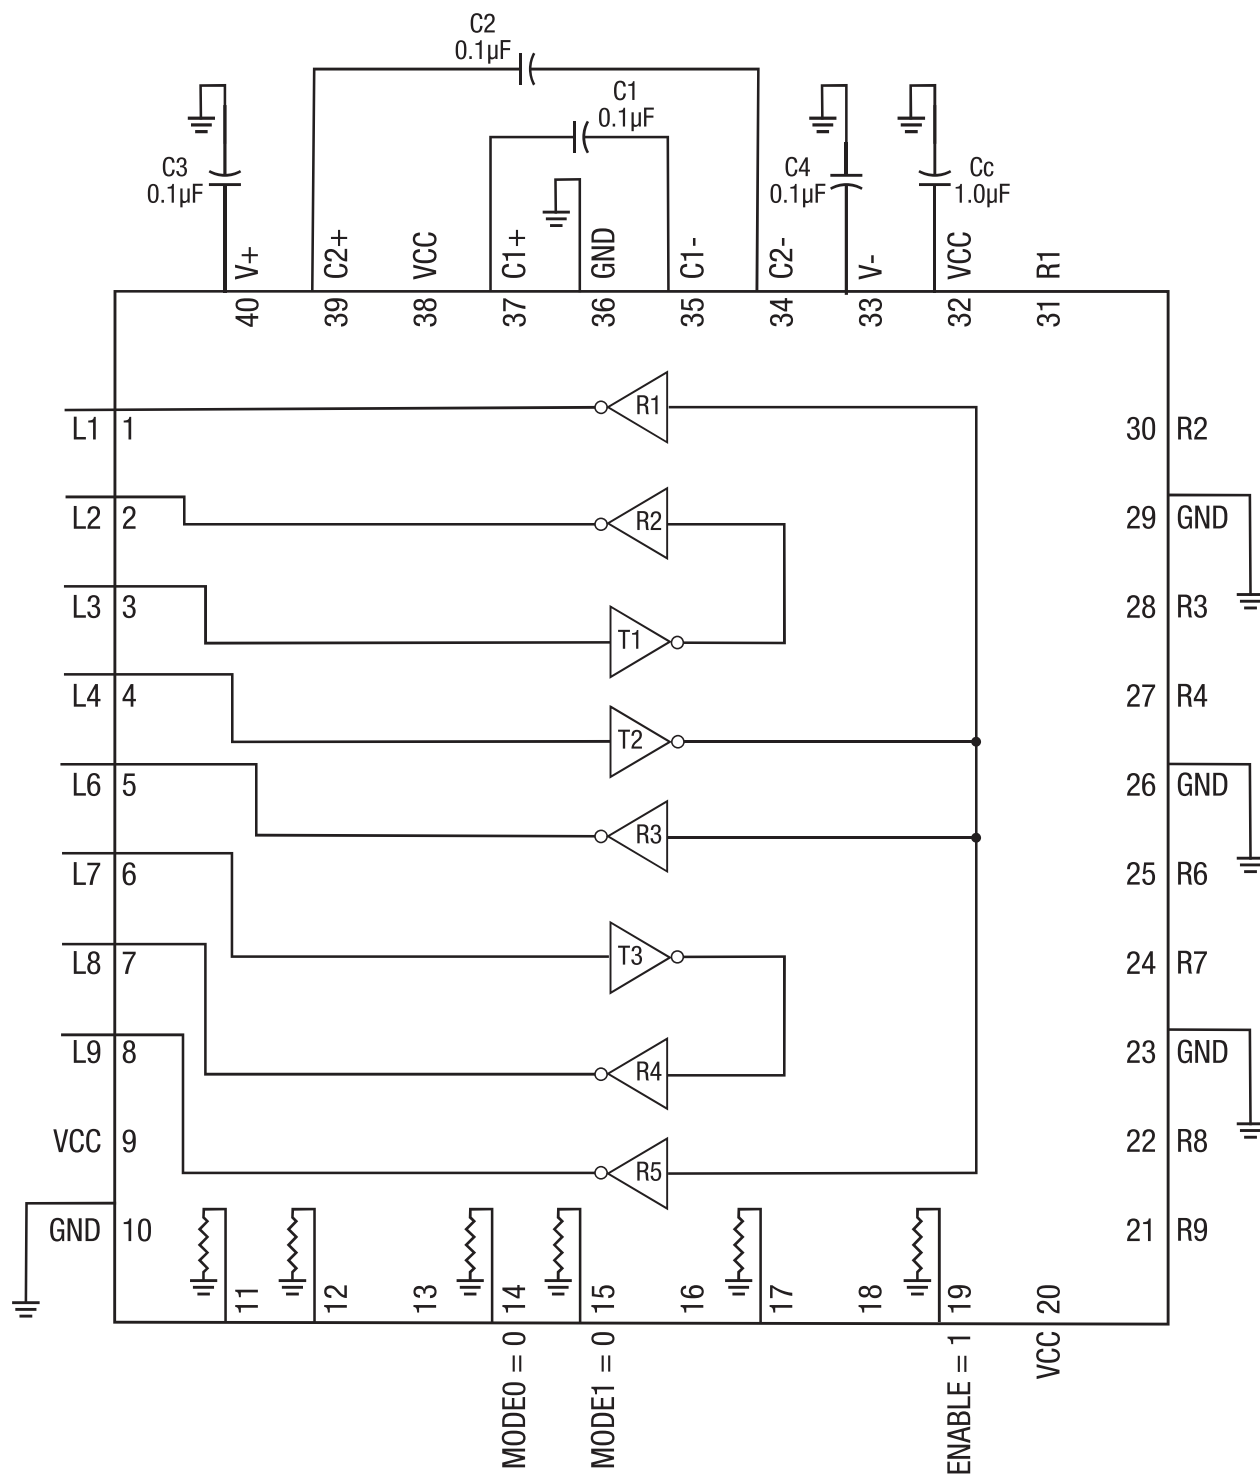 C2
0.1µF
C1
0.1µF
C3
0.1µF
C4
0.1µF
Cc
1.0µF
V+
C2+
VCC
C1+
GND
C1-
C2-
V-
VCC
R1
40
39
38
37
36
35
34
33
32
31
R1
L1 1
30 R2
R2
L2 2
29 GND
L3 3
28 R3
T1
L4 4
27 R4
T2
L6 5
26 GND
R3
L7 6
25 R6
T3
L8 7
24 R7
L9 8
23 GND
R4
VCC 9
22 R8
R5
GND 10
21 R9
11
12
13
14
15
16
17
18
19
20
MODE0 = 0
MODE1 = 0
ENABLE = 1
VCC